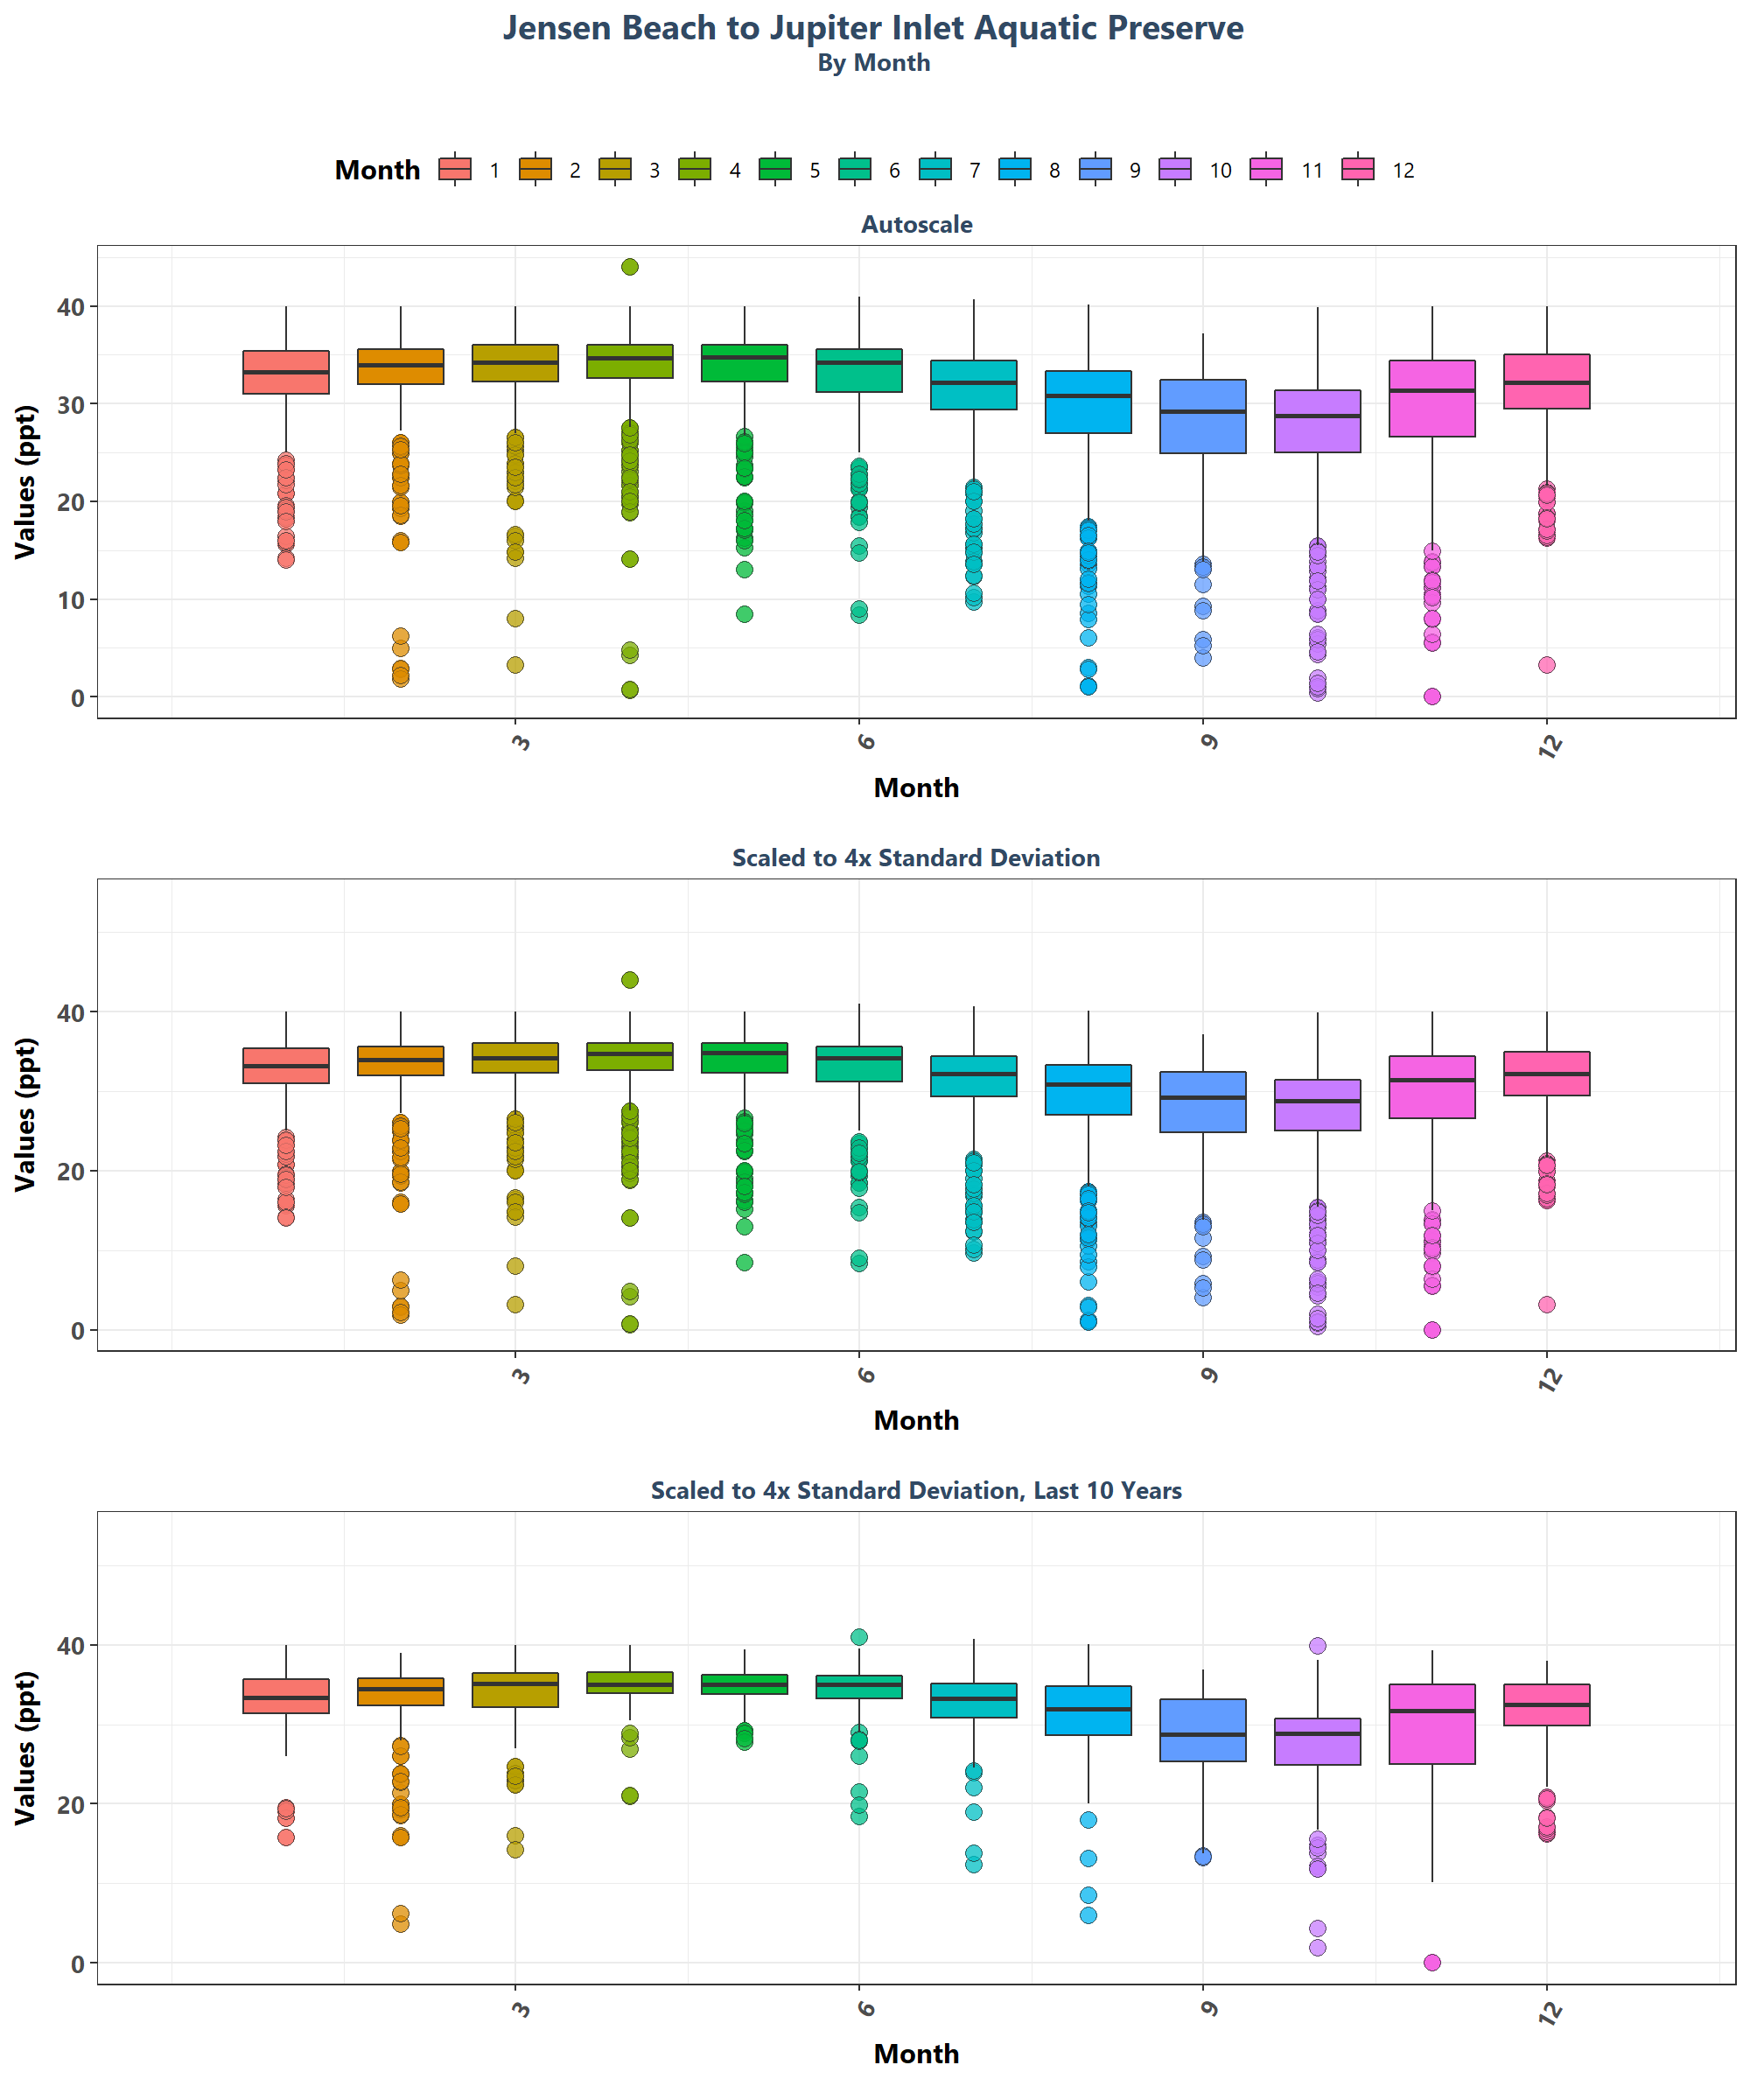 Jensen Beach to Jupiter Inlet Aquatic Preserve
By Month
Month 1 2 3 4 5 6 7 8 9 10 11 12
Autoscale
Values (ppt)
40
30
20
10
0
3 6 9 12
Month
Scaled to 4x Standard Deviation
Values (ppt)
40
20
0
3 6 9 12
Month
Scaled to 4x Standard Deviation, Last 10 Years
Values (ppt)
40
20
0
3 6 9 12
Month